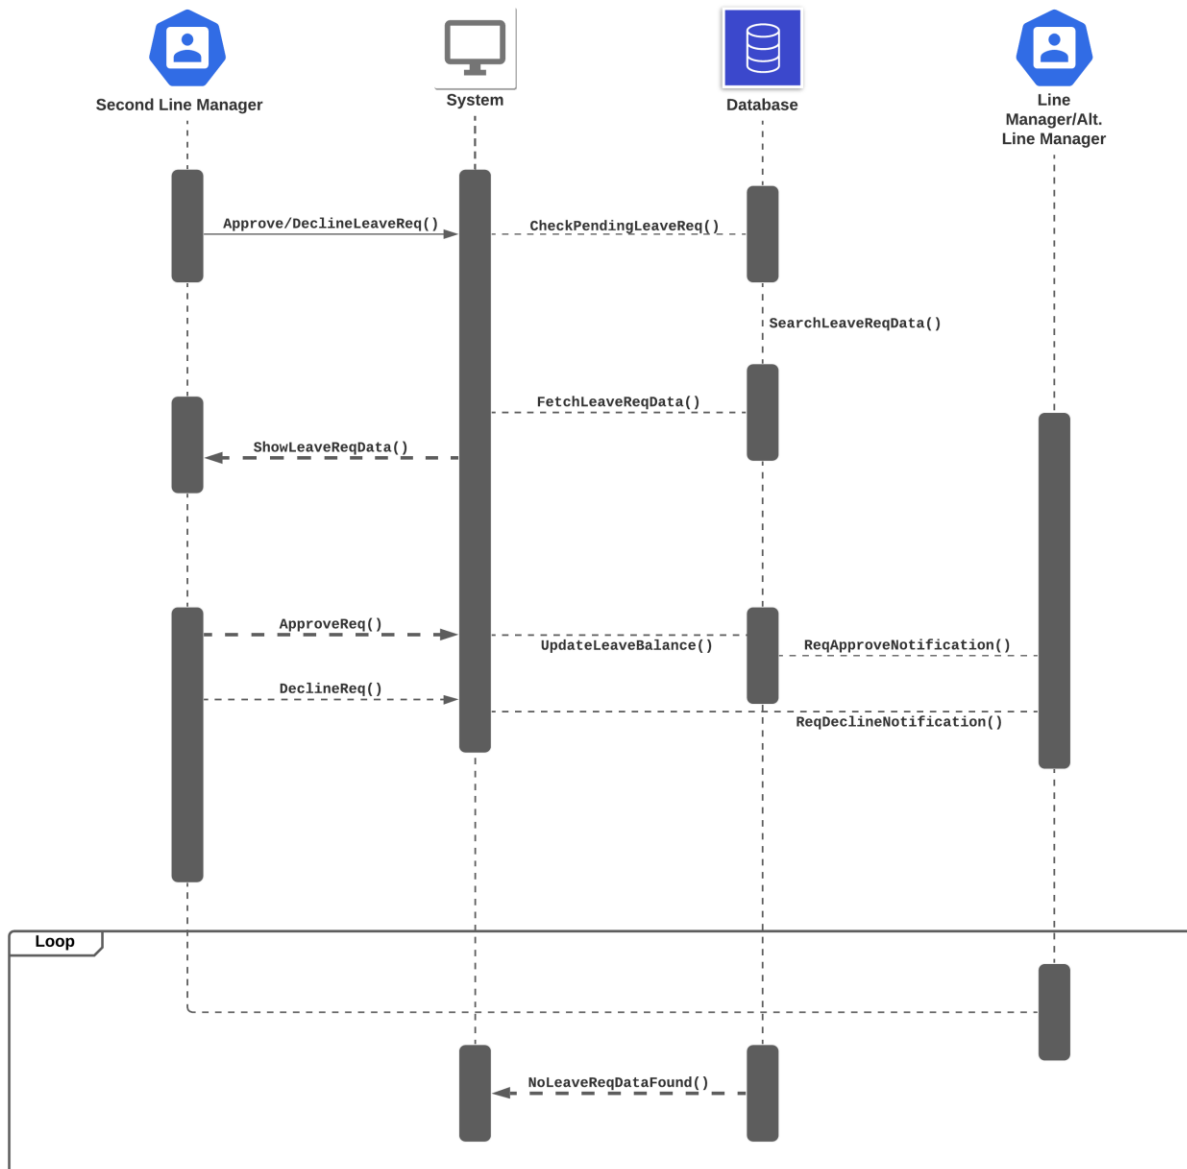 Second Line Manager
System
Database
Line
Manager/Alt.
Line Manager
Approve/DeclineLeaveReq()
CheckPendingLeaveReq()
SearchLeaveReqData()
FetchLeaveReqData()
ShowLeaveReqData()
ApproveReq()
UpdateLeaveBalance()
ReqApproveNotification()
DeclineReq()
ReqDeclineNotification()
Loop
NoLeaveReqDataFound()